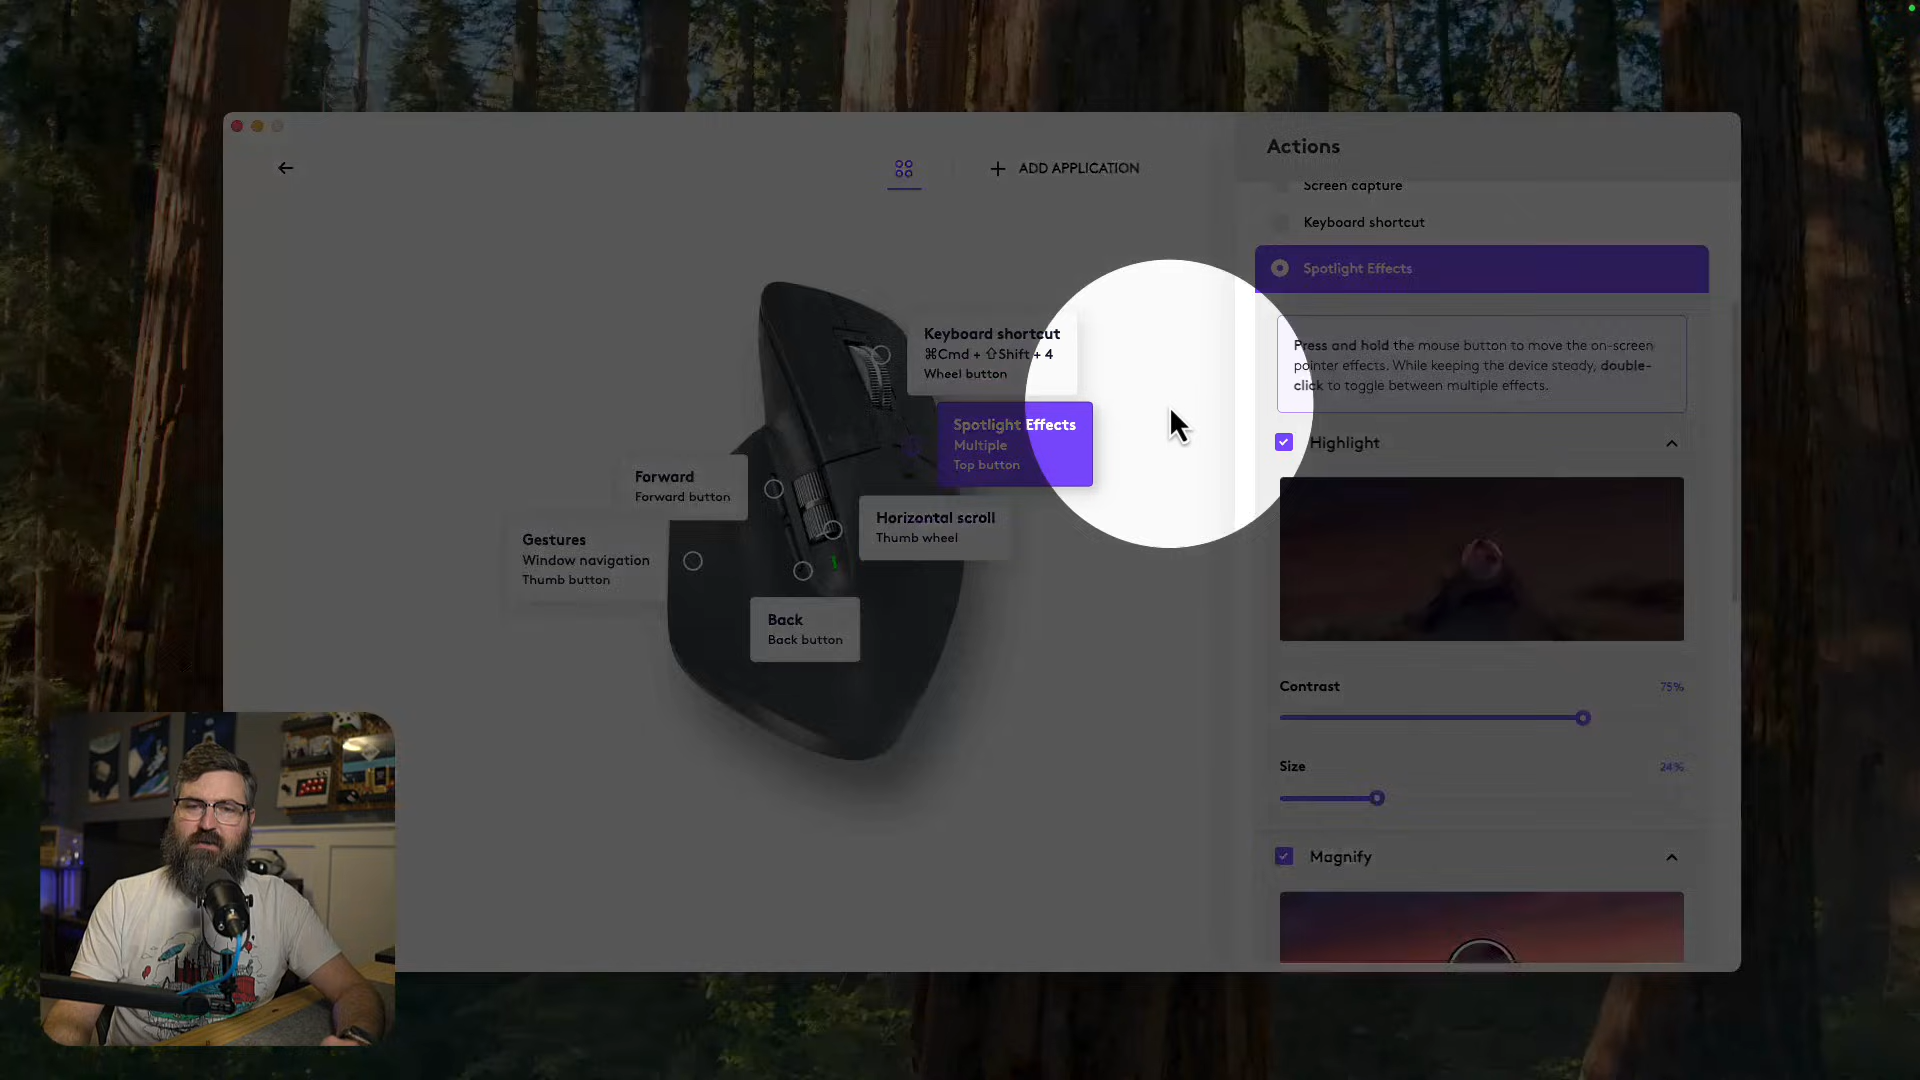 ADD APPLICATION
Actions
Screen capture
Keyboard shortcut
Spotlight Effects
Press and hold the mouse button to move the on-screen
pointer effects. While keeping the device steady, double-
click to toggle between multiple effects.
Highlight
Contrast
75%
Size
24%
Magnify
Keyboard shortcut
⌘Cmd + ⇧Shift + 4
Wheel button
Spotlight Effects
Multiple
Top button
Forward
Forward button
Horizontal scroll
Thumb wheel
Gestures
Window navigation
Thumb button
Back
Back button